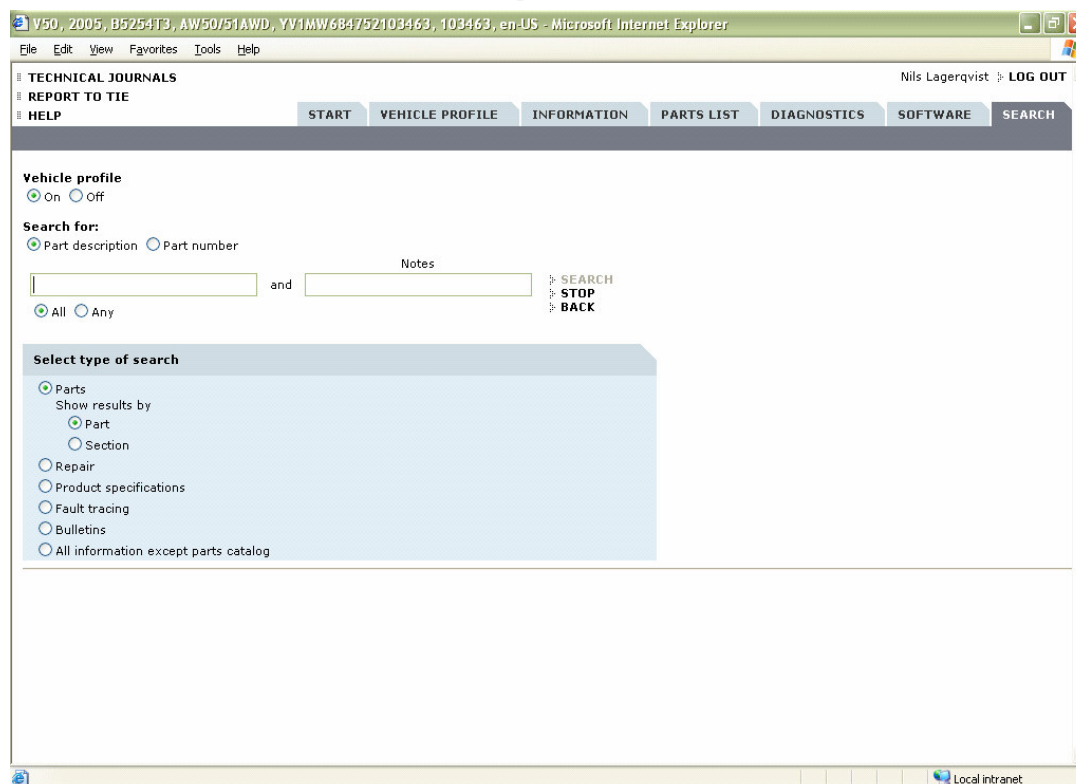 V50, 2005, B5254T3, AW50/51AWD, YV1MW684752103463, 103463, en-US - Microsoft Internet Explorer
File Edit View Favorites Tools Help
TECHNICAL JOURNALS
Nils Lagerqvist LOG OUT
REPORT TO TIE
HELP
START VEHICLE PROFILE INFORMATION PARTS LIST DIAGNOSTICS SOFTWARE SEARCH
Vehicle profile
On Off
Search for:
Part description Part number
Notes
and
SEARCH
STOP
BACK
All Any
Select type of search
Parts
Show results by
Part
Section
Repair
Product specifications
Fault tracing
Bulletins
All information except parts catalog
Local intranet